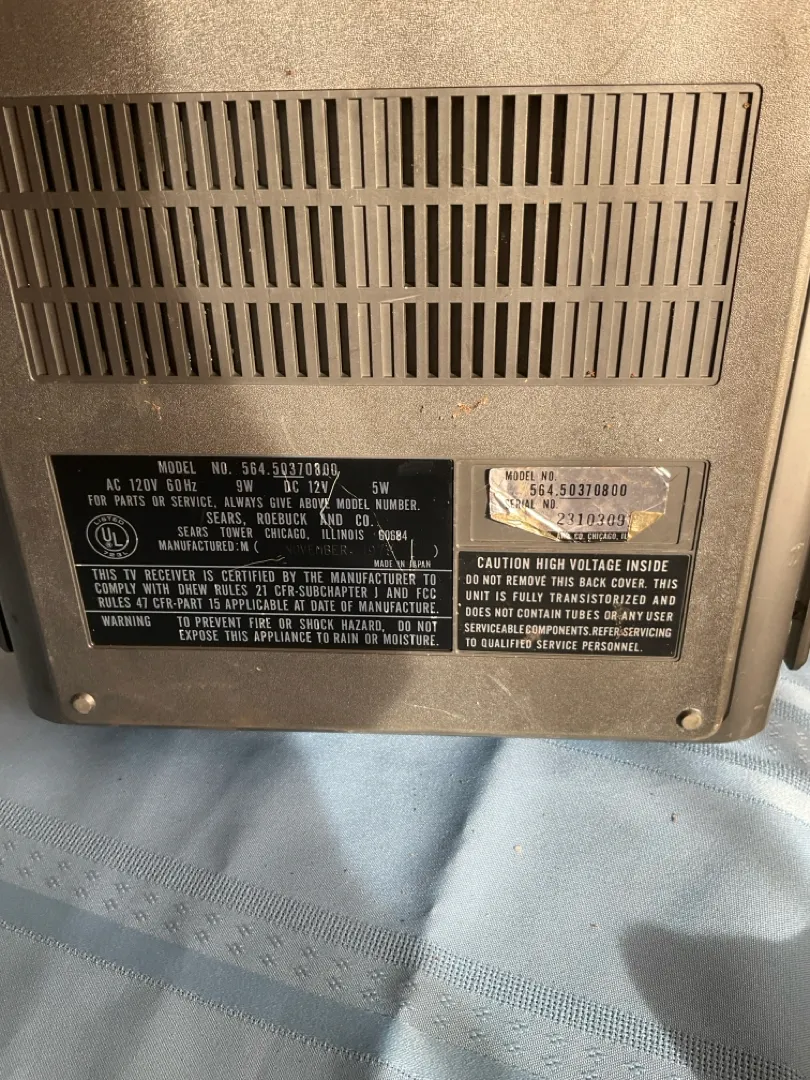 MODEL NO. 564.50370800
AC 120V 60Hz 9W DC 12V 5W
FOR PARTS OR SERVICE, ALWAYS GIVE ABOVE MODEL NUMBER.
SEARS, ROEBUCK AND CO.
SEARS TOWER CHICAGO, ILLINOIS 60684
MANUFACTURED: M ( NOVEMBER. )
MADE IN JAPAN
LISTED
UL
THIS TV RECEIVER IS CERTIFIED BY THE MANUFACTURER TO
COMPLY WITH DHEW RULES 21 CFR-SUBCHAPTER J AND FCC
RULES 47 CFR-PART 15 APPLICABLE AT DATE OF MANUFACTURE.
WARNING TO PREVENT FIRE OR SHOCK HAZARD, DO NOT
EXPOSE THIS APPLIANCE TO RAIN OR MOISTURE.
MODEL NO.
564.50370800
SERIAL NO.
2310309
AND CO. CHICAGO,
CAUTION HIGH VOLTAGE INSIDE
DO NOT REMOVE THIS BACK COVER. THIS
UNIT IS FULLY TRANSISTORIZED AND
DOES NOT CONTAIN TUBES OR ANY USER
SERVICEABLE COMPONENTS. REFER SERVICING
TO QUALIFIED SERVICE PERSONNEL.